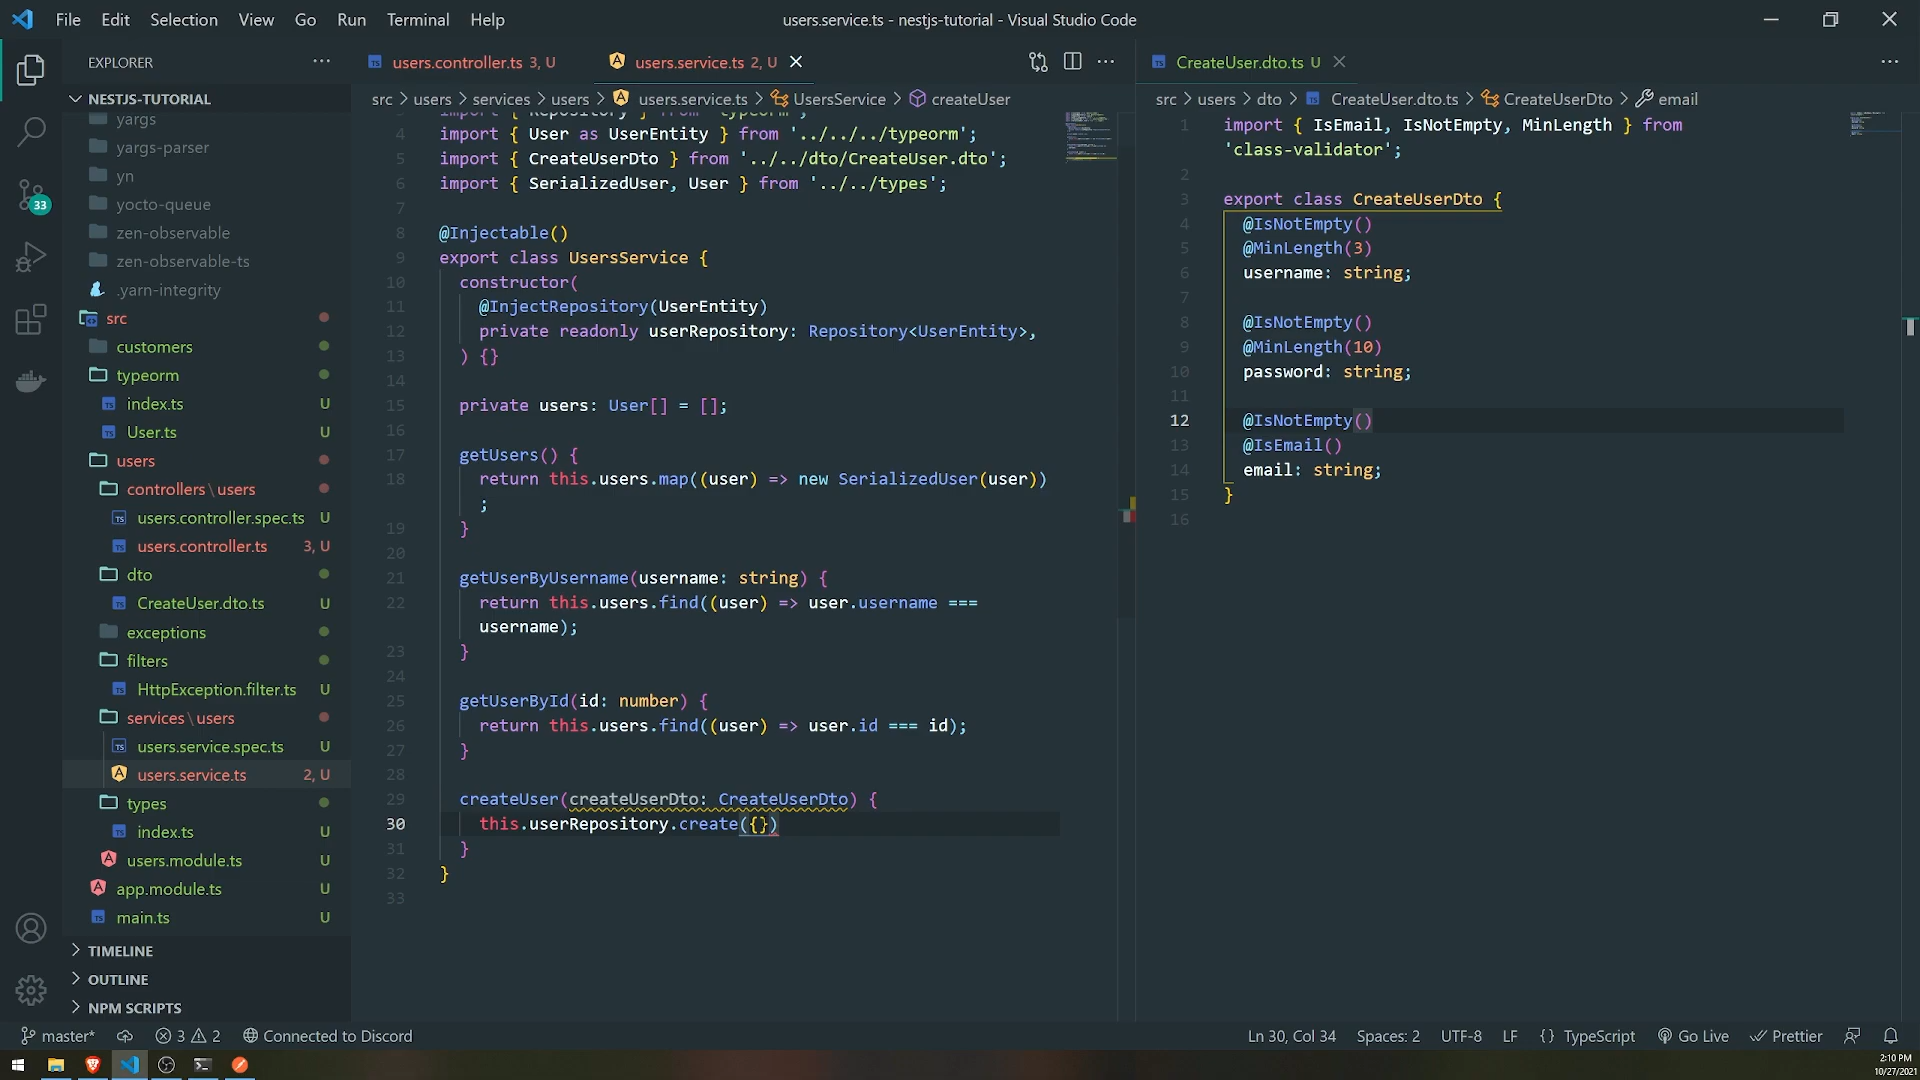 File Edit Selection View Go Run Terminal Help
users.service.ts - nestjs-tutorial - Visual Studio Code
EXPLORER
NESTJS-TUTORIAL
yargs
yargs-parser
yn
yocto-queue
zen-observable
zen-observable-ts
.yarn-integrity
src
customers
typeorm
index.ts U
User.ts U
users
controllers\users
users.controller.spec.ts U
users.controller.ts 3, U
dto
CreateUser.dto.ts U
exceptions
filters
HttpException.filter.ts U
services\users
users.service.spec.ts U
users.service.ts 2, U
types
index.ts U
users.module.ts U
app.module.ts U
main.ts U
TIMELINE
OUTLINE
NPM SCRIPTS
33
users.controller.ts 3, U
users.service.ts 2, U
src > users > services > users > users.service.ts > UsersService > createUser
3 import { Repository } from 'typeorm';
4 import { User as UserEntity } from '../../../typeorm';
5 import { CreateUserDto } from '../../dto/CreateUser.dto';
6 import { SerializedUser, User } from '../../types';
7
8 @Injectable()
9 export class UsersService {
10 constructor(
11 @InjectRepository(UserEntity)
12 private readonly userRepository: Repository<UserEntity>,
13 ) {}
14
15 private users: User[] = [];
16
17 getUsers() {
18 return this.users.map((user) => new SerializedUser(user))
;
19 }
20
21 getUserByUsername(username: string) {
22 return this.users.find((user) => user.username ===
username);
23 }
24
25 getUserById(id: number) {
26 return this.users.find((user) => user.id === id);
27 }
28
29 createUser(createUserDto: CreateUserDto) {
30 this.userRepository.create({})
31 }
32 }
33
CreateUser.dto.ts U
src > users > dto > CreateUser.dto.ts > CreateUserDto > email
1 import { IsEmail, IsNotEmpty, MinLength } from
'class-validator';
2
3 export class CreateUserDto {
4 @IsNotEmpty()
5 @MinLength(3)
6 username: string;
7
8 @IsNotEmpty()
9 @MinLength(10)
10 password: string;
11
12 @IsNotEmpty()
13 @IsEmail()
14 email: string;
15 }
16
master* 3 2 Connected to Discord
Ln 30, Col 34 Spaces: 2 UTF-8 LF {} TypeScript Go Live Prettier
2:10 PM
10/27/2021